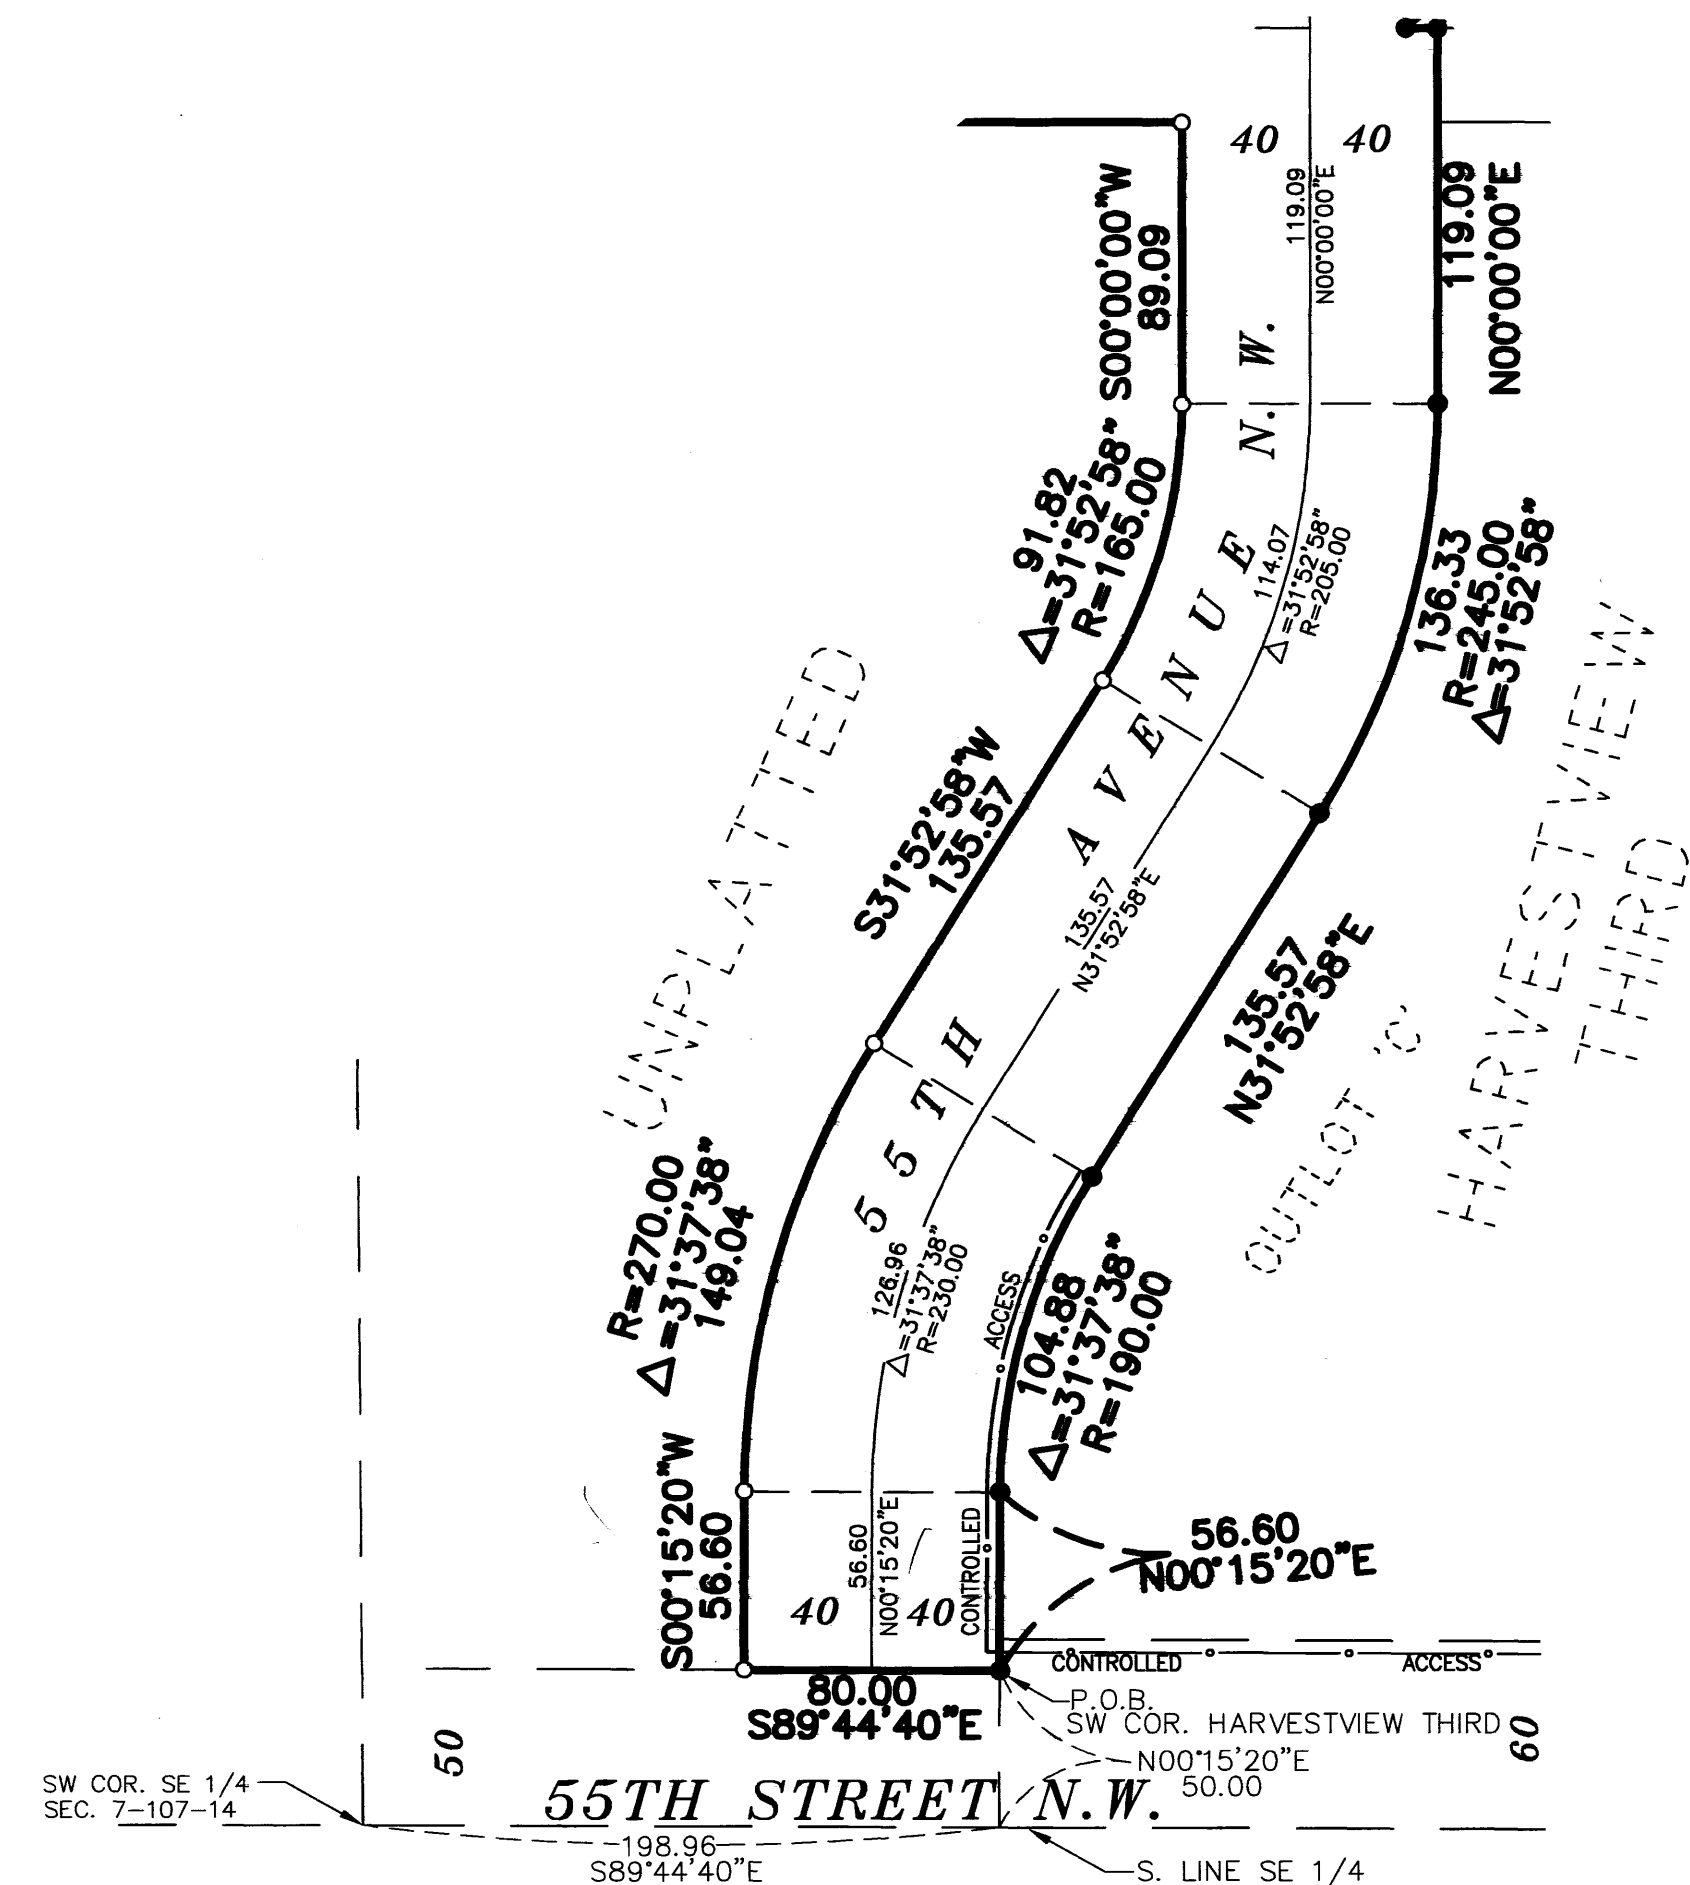 40 40
119.09
N00°00'00"E
119.09
N00°00'00"E
S00°00'00"W
89.09
91.82
Δ=31°52'58"
R=165.00
114.07
Δ=31°52'58"
R=205.00
136.33
R=245.00
Δ=31°52'58"
55TH AVENUE N.W.
UNPLATTED
S31°52'58"W
135.57
135.57
N31°52'58"E
135.57
N31°52'58"E
OUTLOT 'C'
HARVESTVIEW
THIRD
R=270.00
Δ=31°37'38"
149.04
126.96
Δ=31°37'38"
R=230.00
ACCESS
104.88
Δ=31°37'38"
R=190.00
S00°15'20"W
56.60
56.60
N00°15'20"E
CONTROLLED
56.60
N00°15'20"E
40 40
CONTROLLED ACCESS
80.00
S89°44'40"E
P.O.B.
SW COR. HARVESTVIEW THIRD
N00°15'20"E
50.00
50
60
SW COR. SE 1/4
SEC. 7-107-14
55TH STREET N.W.
198.96
S89°44'40"E
S. LINE SE 1/4